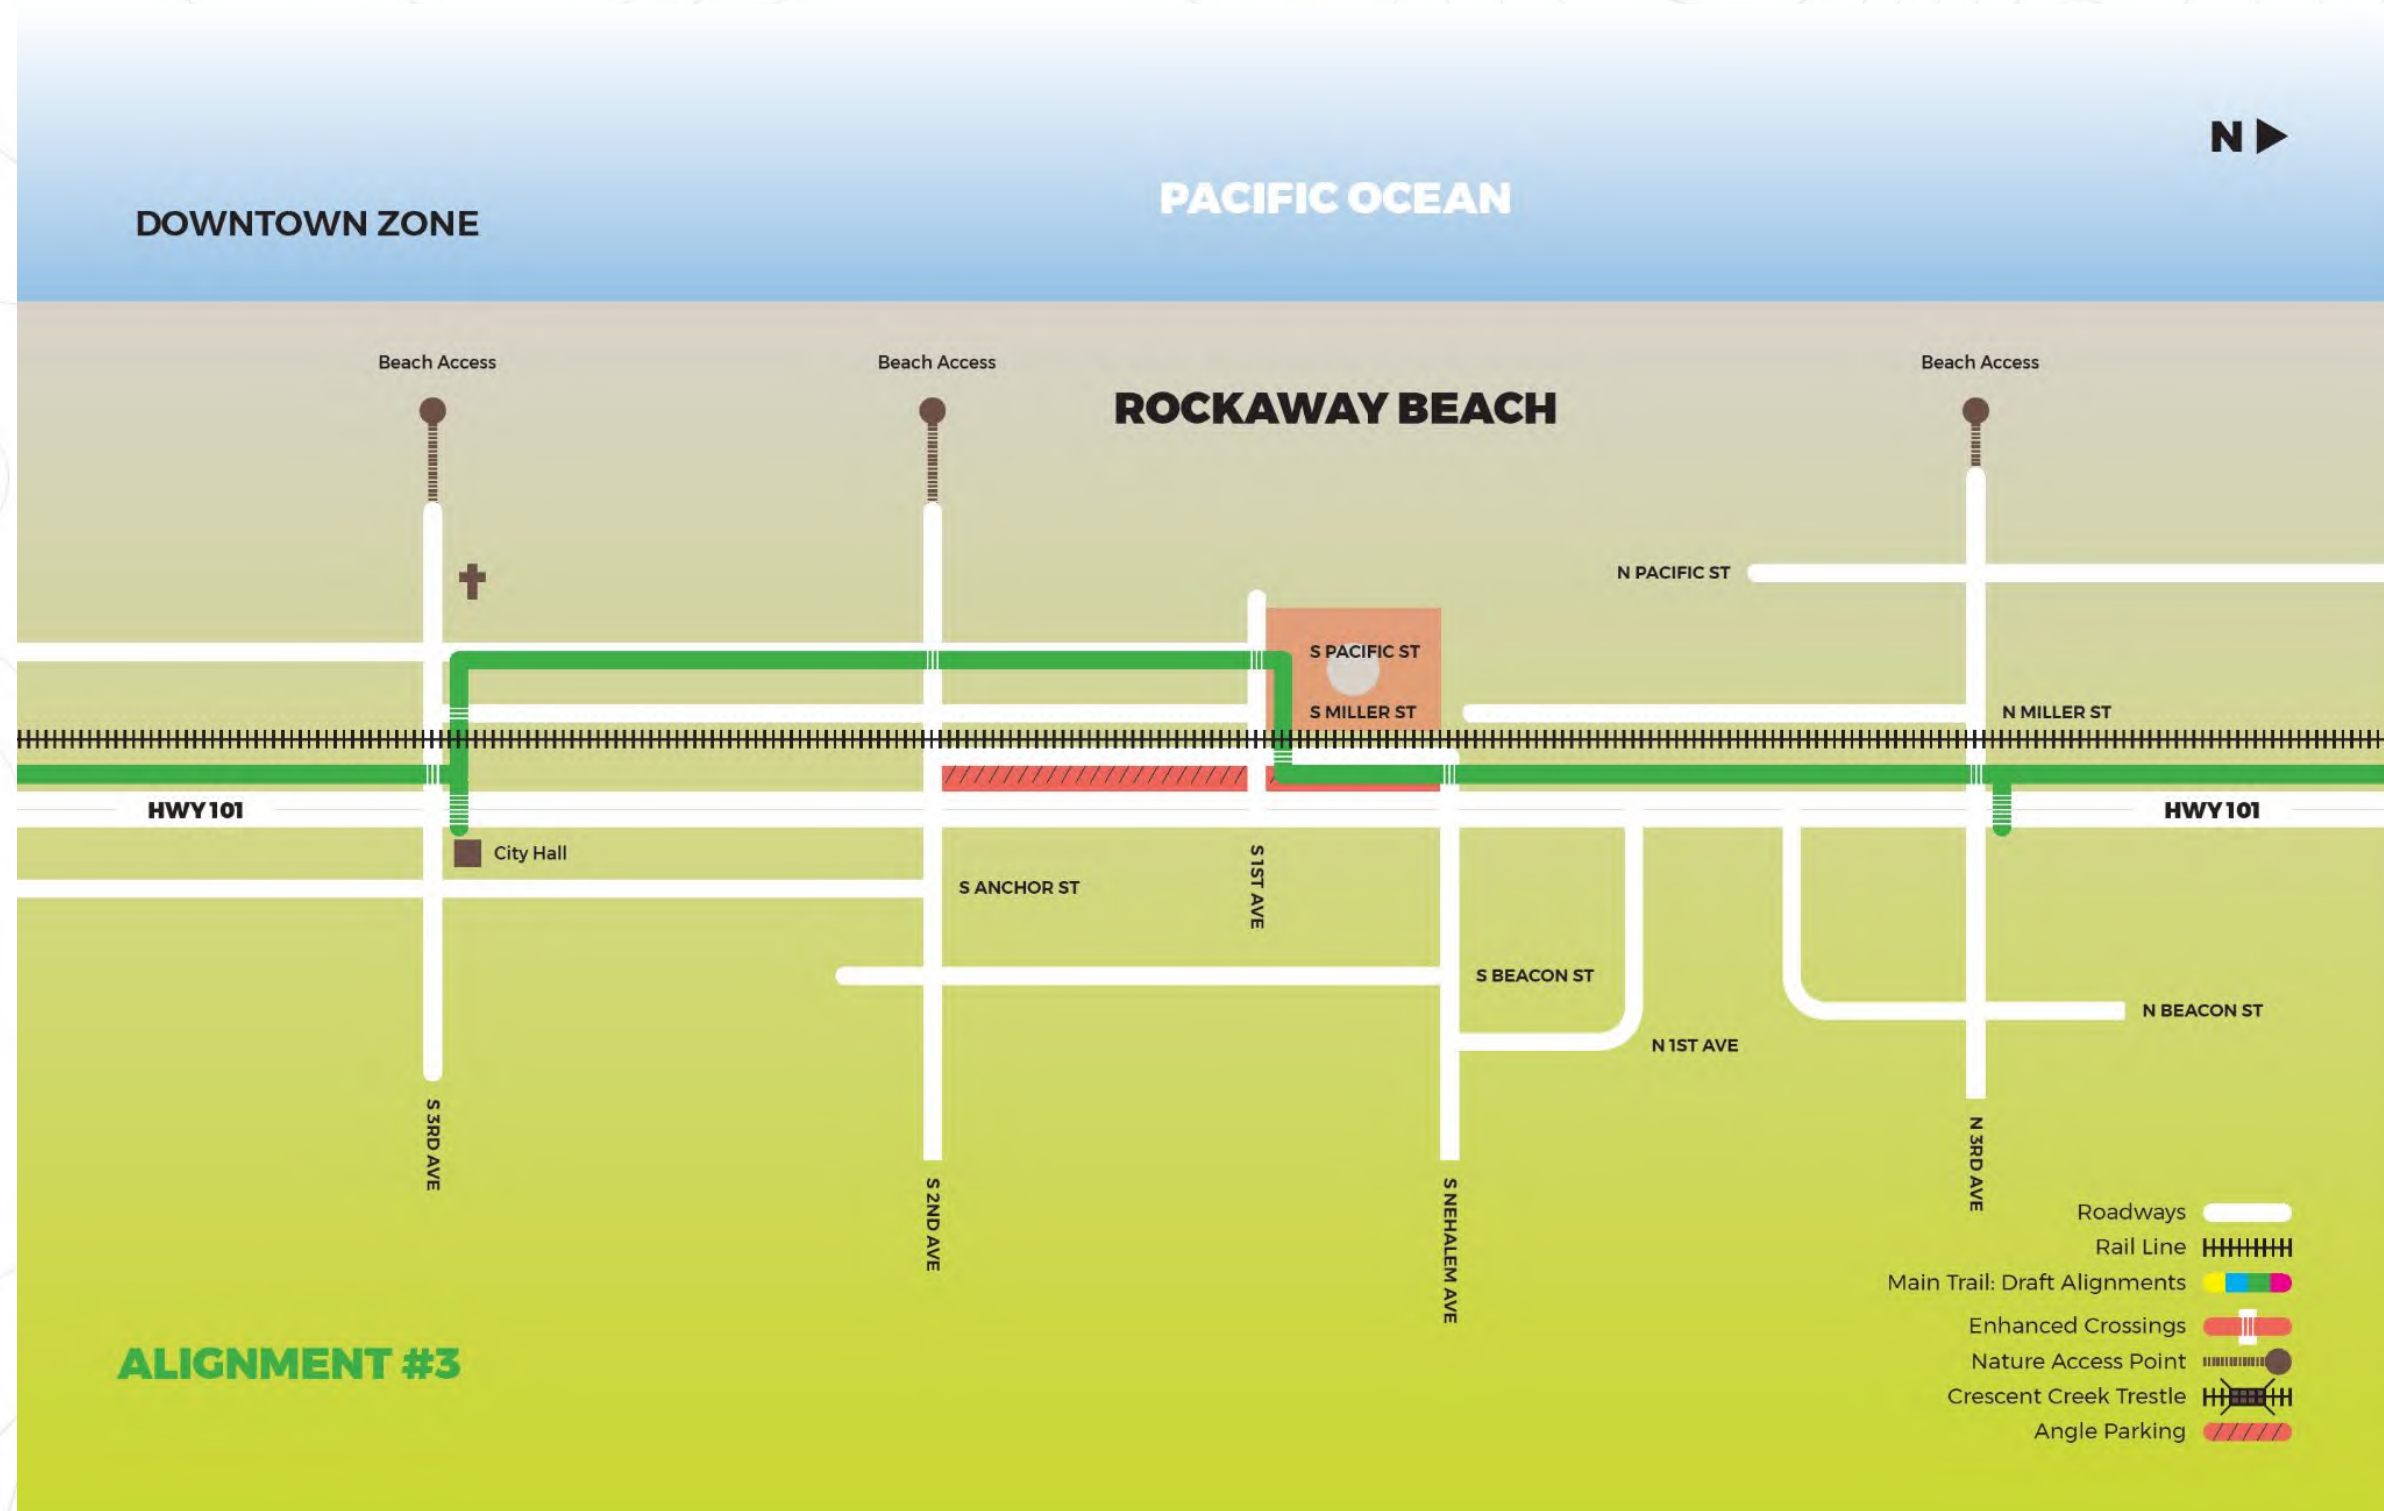 N
PACIFIC OCEAN
DOWNTOWN ZONE
Beach Access
Beach Access
Beach Access
ROCKAWAY BEACH
N PACIFIC ST
S PACIFIC ST
S MILLER ST
N MILLER ST
HWY 101
HWY 101
City Hall
S 1ST AVE
S ANCHOR ST
S BEACON ST
N BEACON ST
N 1ST AVE
S 3RD AVE
S 2ND AVE
S NEHALEM AVE
N 3RD AVE
Roadways
Rail Line
Main Trail: Draft Alignments
Enhanced Crossings
Nature Access Point
Crescent Creek Trestle
Angle Parking
ALIGNMENT #3